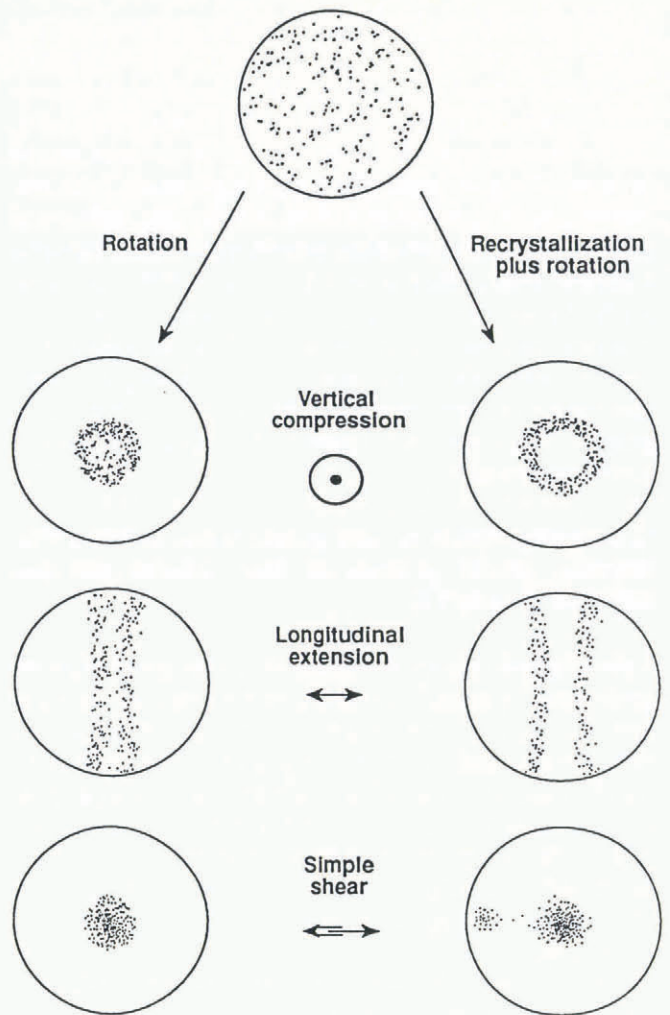 Rotation
Recrystallization
plus rotation
Vertical
compression
Longitudinal
extension
Simple
shear